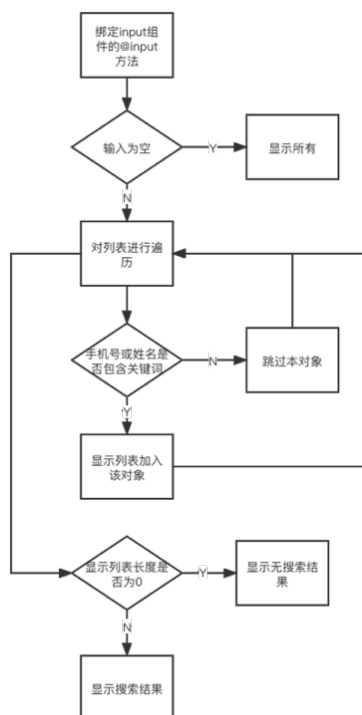 绑定input组
件的@input
方法
输入为空
Y
显示所有
N
对列表进行遍
历
手机号或姓名是
否包含关键词
N
跳过本对象
Y
显示列表加入
该对象
显示列表长度是
否为0
Y
显示无搜索结
果
N
显示搜索结果